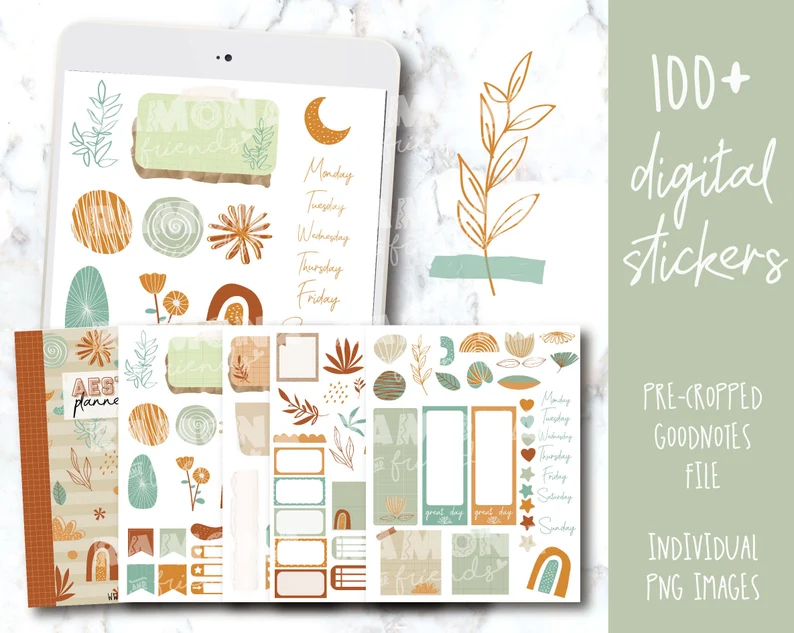 100+
digital
stickers
PRE-CROPPED
GOODNOTES
FILE
INDIVIDUAL
PNG IMAGES
Monday
Tuesday
Wednesday
Thursday
Friday
AES
planne
great day
great day
Monday
Tuesday
Wednesday
Thursday
Friday
Saturday
Sunday